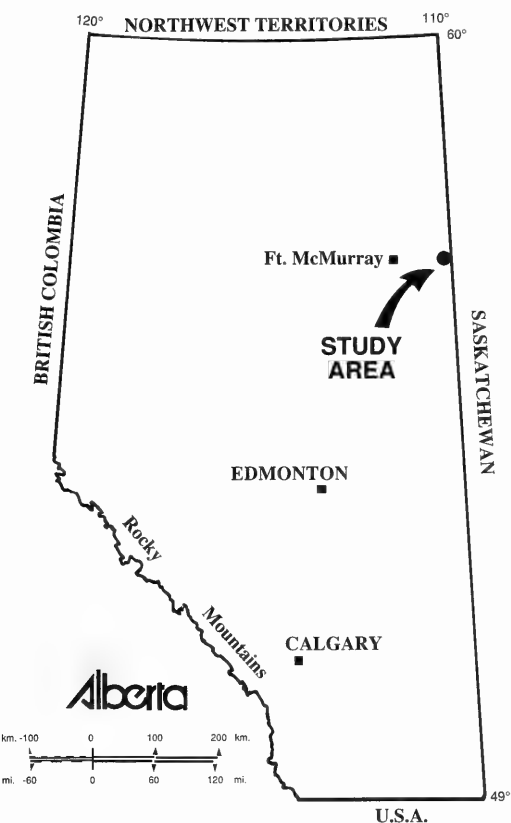 120°
NORTHWEST TERRITORIES
110°
60°
BRITISH COLOMBIA
Ft. McMurray
STUDY
AREA
SASKATCHEWAN
EDMONTON
Rocky
Mountains
CALGARY
Alberta
km. -100 0 100 200 km.
mi. -60 0 60 120 mi.
49°
U.S.A.